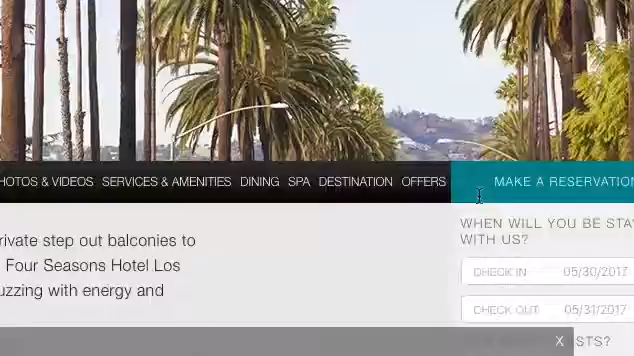 HOTOS & VIDEOS SERVICES & AMENITIES DINING SPA DESTINATION OFFERS MAKE A RESERVATION
rivate step out balconies to
Four Seasons Hotel Los
uzzing with energy and
WHEN WILL YOU BE STA
WITH US?
CHECK IN 05/30/2017
CHECK OUT 05/31/2017
X
STS?